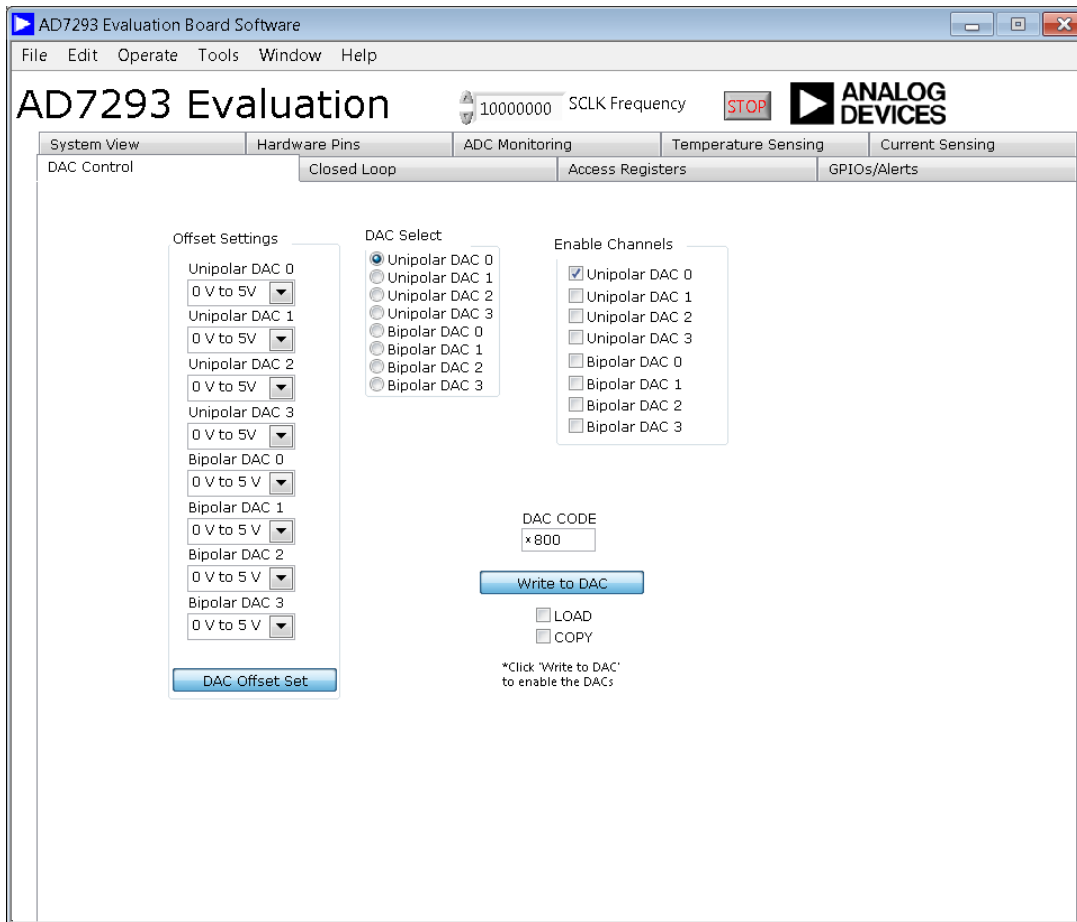 AD7293 Evaluation Board Software
File Edit Operate Tools Window Help
AD7293 Evaluation
10000000 SCLK Frequency
STOP
ANALOG
DEVICES
System View Hardware Pins ADC Monitoring Temperature Sensing Current Sensing
DAC Control Closed Loop Access Registers GPIOs/Alerts
Offset Settings
Unipolar DAC 0
0 V to 5V
Unipolar DAC 1
0 V to 5V
Unipolar DAC 2
0 V to 5V
Unipolar DAC 3
0 V to 5V
Bipolar DAC 0
0 V to 5 V
Bipolar DAC 1
0 V to 5 V
Bipolar DAC 2
0 V to 5 V
Bipolar DAC 3
0 V to 5 V
DAC Offset Set
DAC Select
Unipolar DAC 0
Unipolar DAC 1
Unipolar DAC 2
Unipolar DAC 3
Bipolar DAC 0
Bipolar DAC 1
Bipolar DAC 2
Bipolar DAC 3
Enable Channels
Unipolar DAC 0
Unipolar DAC 1
Unipolar DAC 2
Unipolar DAC 3
Bipolar DAC 0
Bipolar DAC 1
Bipolar DAC 2
Bipolar DAC 3
DAC CODE
x 800
Write to DAC
LOAD
COPY
*Click 'Write to DAC'
to enable the DACs